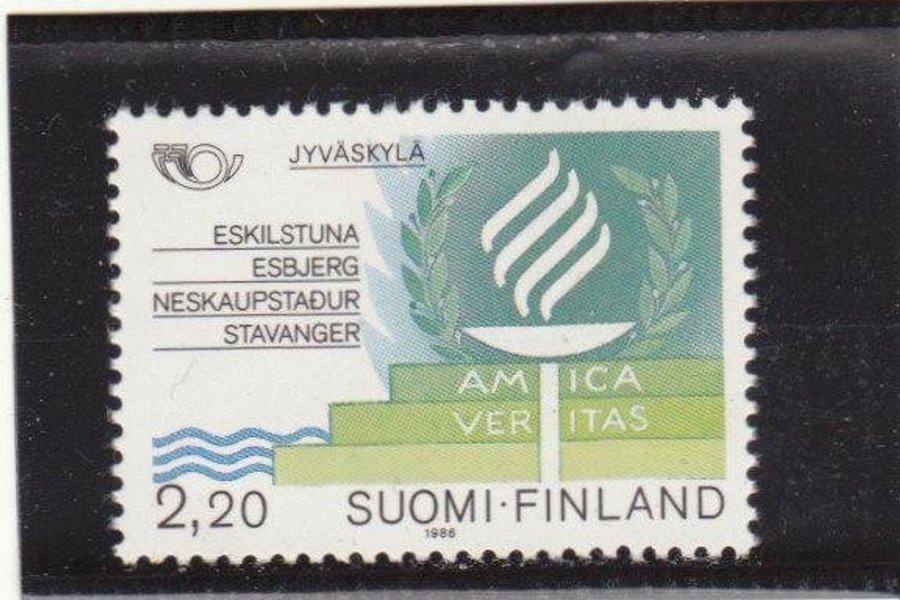 JYVÄSKYLÄ
ESKILSTUNA
ESBJERG
NESKAUPSTAÐUR
STAVANGER
AMICA
VERITAS
2,20 SUOMI·FINLAND
1986